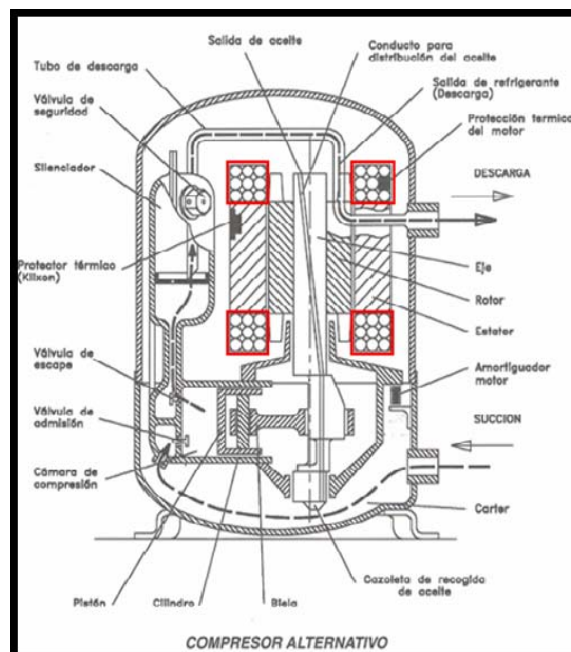 Salida de aceite
Conducto para
distribución del aceite
Tubo de descarga
Salida de refrigerante
(Descarga)
Válvula de
seguridad
Protección termica
del motor
Silenciador
DESCARGA
Protector térmico
(Klixon)
Eje
Rotor
Estator
Válvula de
escape
Amortiguador
motor
Válvula de
admisión
SUCCION
Cámara de
compresión
Carter
Pistón
Cilindro
Biela
Cazoleta de recogida
de aceite
COMPRESOR ALTERNATIVO